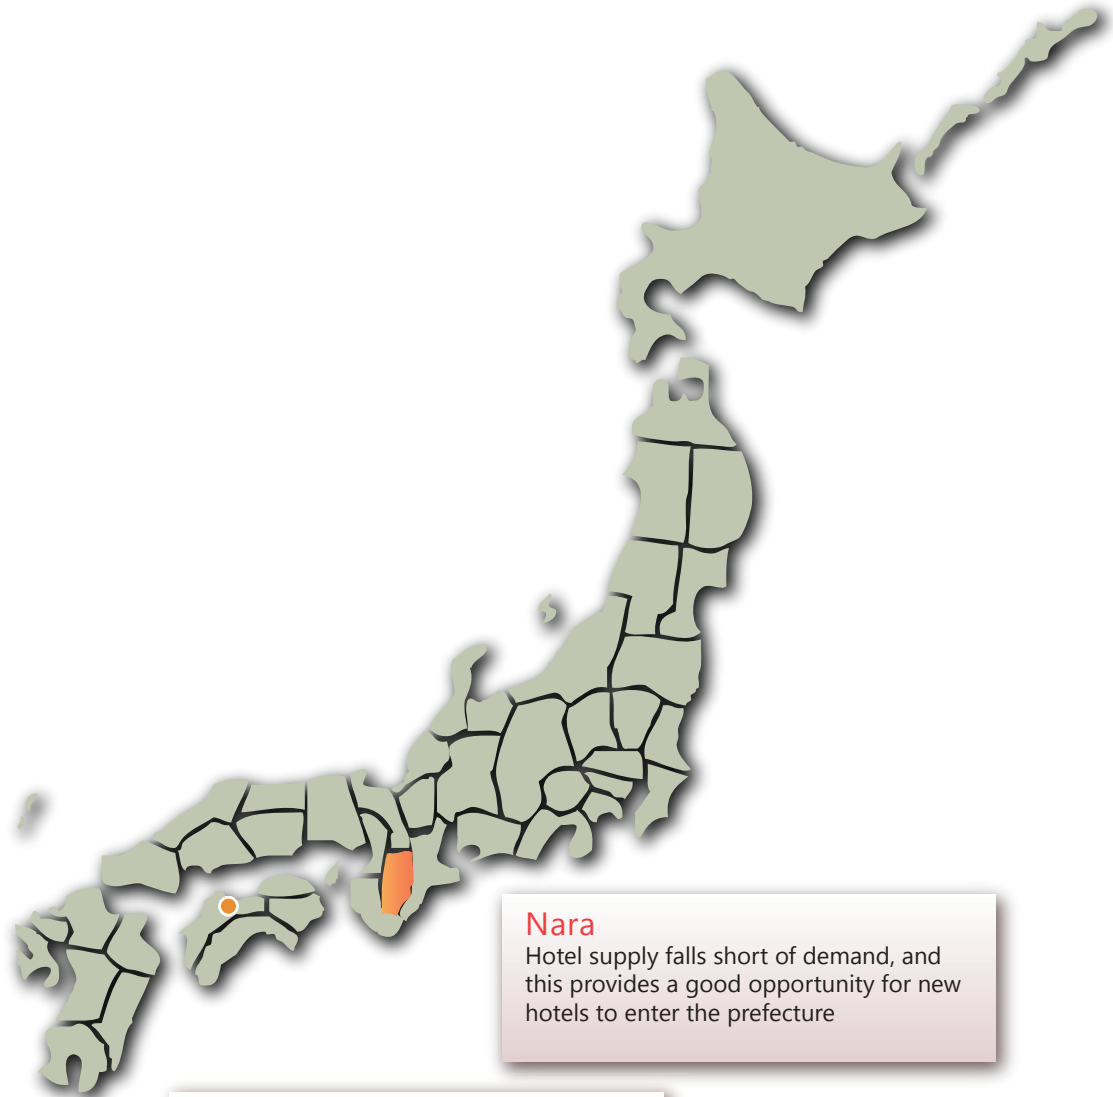 Nara
Hotel supply falls short of demand, and
this provides a good opportunity for new
hotels to enter the prefecture